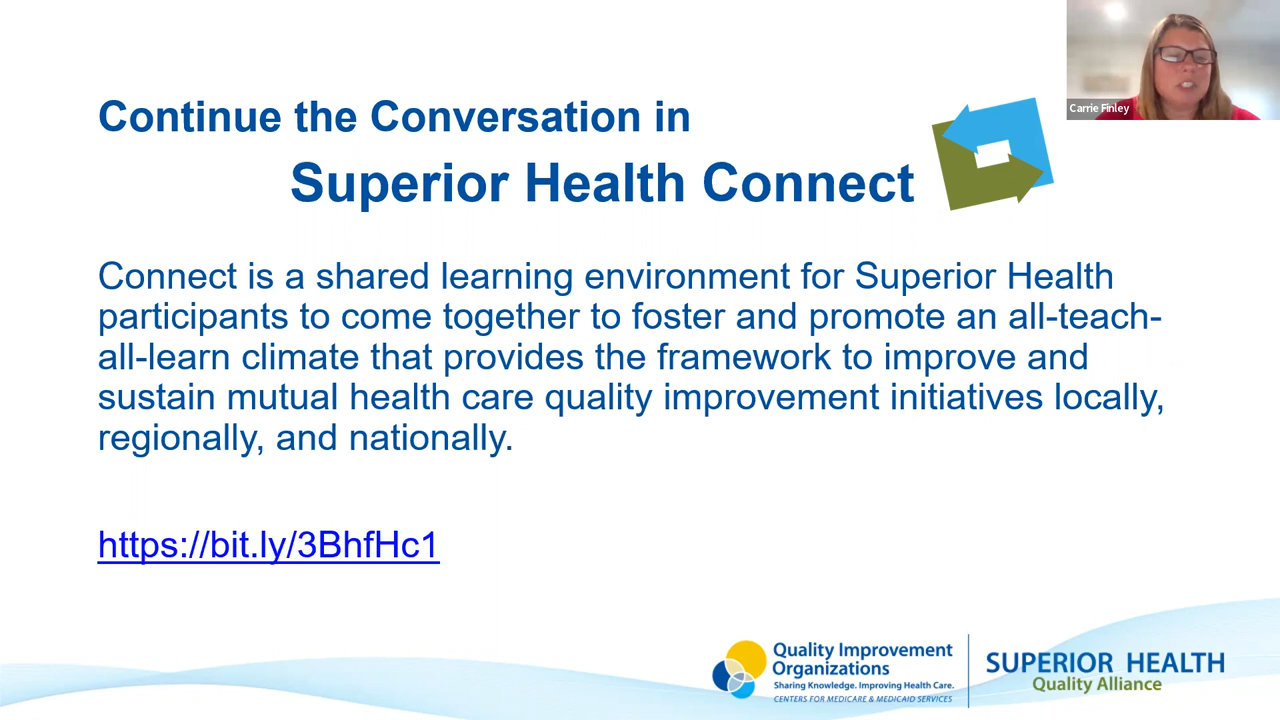 Carrie Finley
Continue the Conversation in
Superior Health Connect
Connect is a shared learning environment for Superior Health
participants to come together to foster and promote an all-teach-
all-learn climate that provides the framework to improve and
sustain mutual health care quality improvement initiatives locally,
regionally, and nationally.
https://bit.ly/3BhfHc1
Quality Improvement
Organizations
Sharing Knowledge. Improving Health Care.
CENTERS FOR MEDICARE & MEDICAID SERVICES
SUPERIOR HEALTH
Quality Alliance